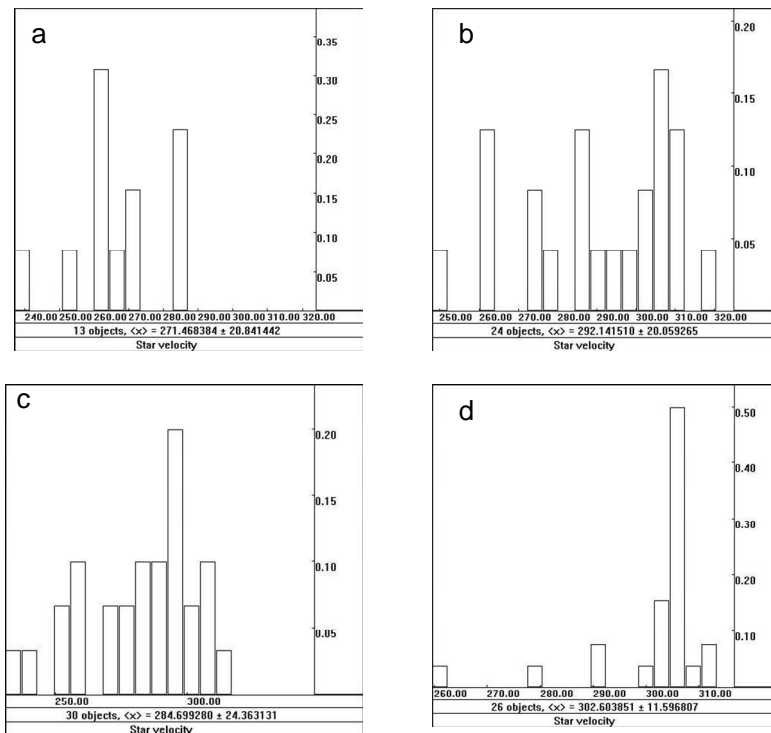 a
0.35
0.30
0.25
0.20
0.15
0.10
0.05
240.00 250.00 260.00 270.00 280.00 290.00 300.00 310.00 320.00
13 objects, <x> = 271.468384 ± 20.841442
Star velocity
b
0.20
0.15
0.10
0.05
250.00 260.00 270.00 280.00 290.00 300.00 310.00 320.00
24 objects, <x> = 292.141510 ± 20.059265
Star velocity
c
0.20
0.15
0.10
0.05
250.00 300.00
30 objects, <x> = 284.699280 ± 24.363131
Star velocity
d
0.50
0.40
0.30
0.20
0.10
260.00 270.00 280.00 290.00 300.00 310.00
26 objects, <x> = 302.603851 ± 11.596807
Star velocity